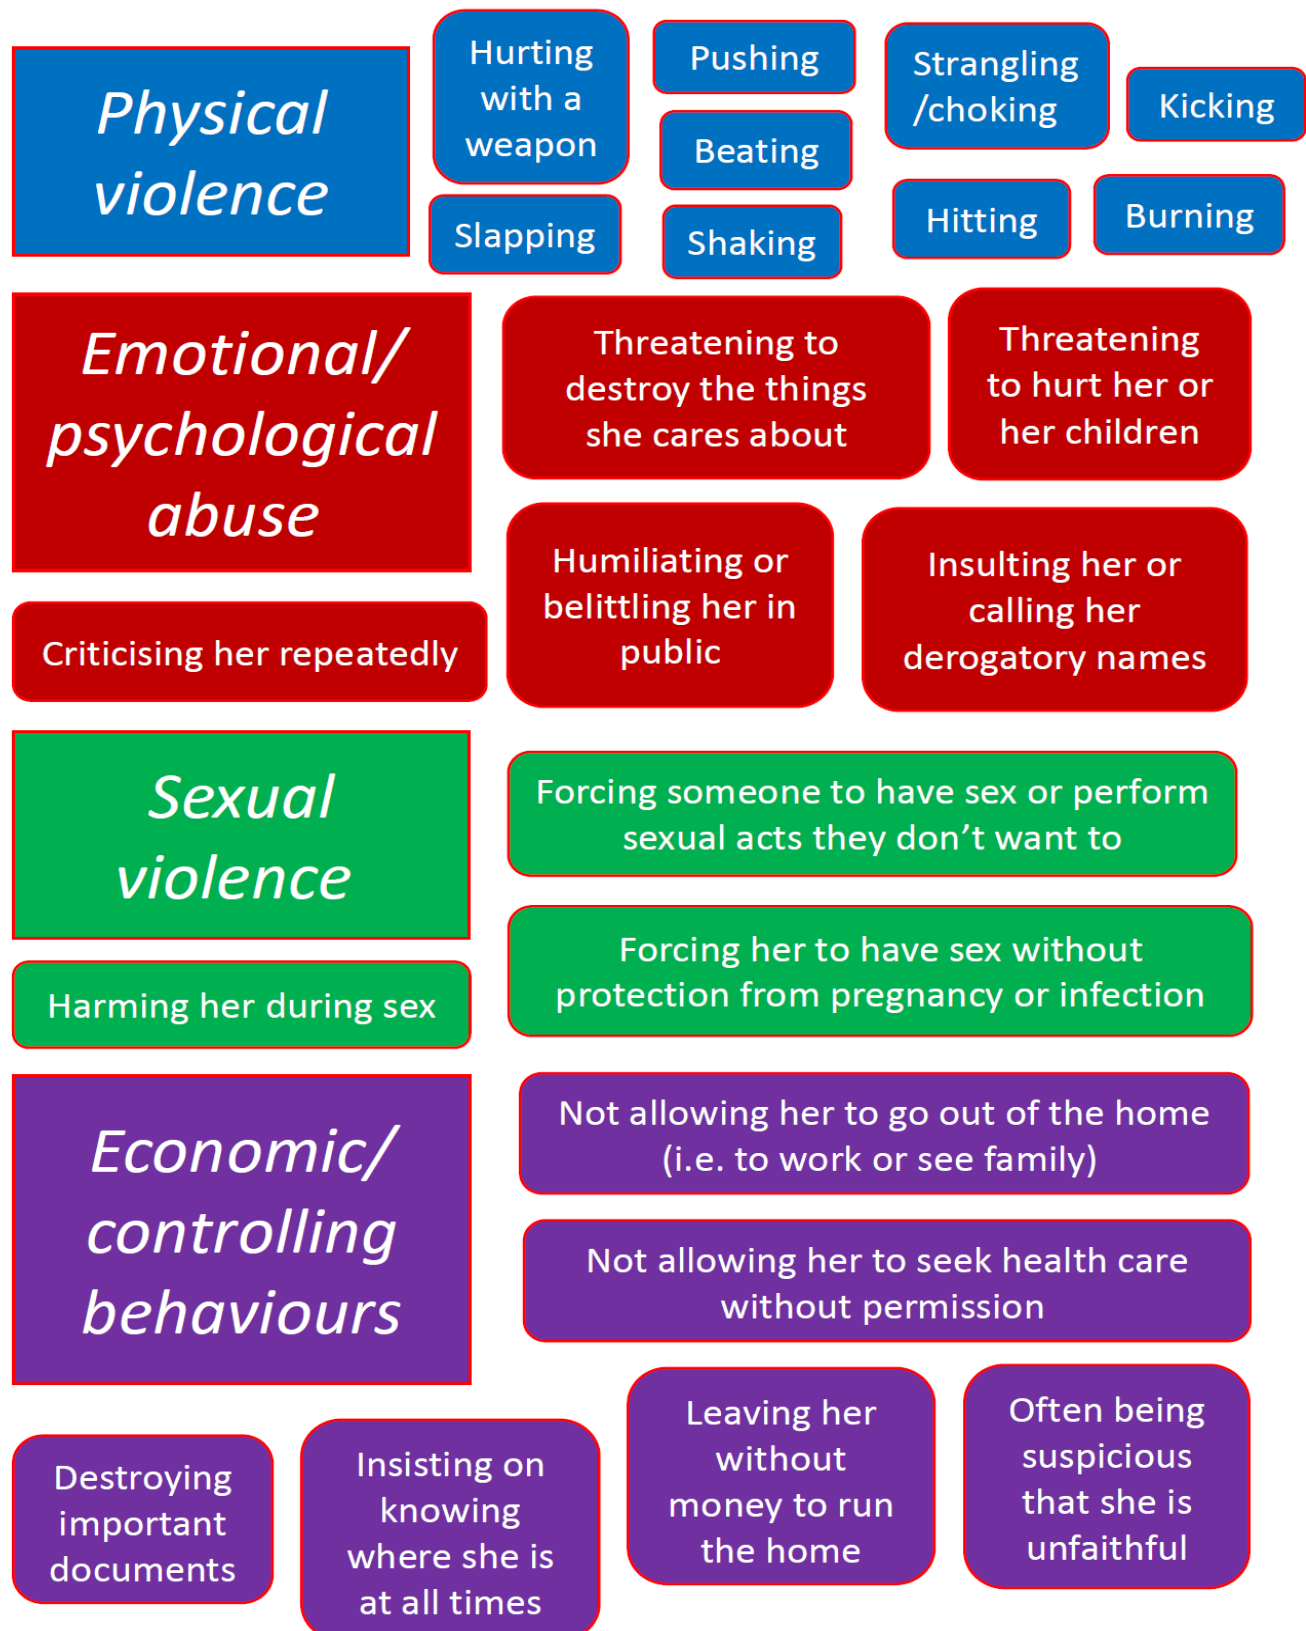 Physical
violence
Hurting
with a
weapon
Pushing
Strangling
/choking
Kicking
Beating
Slapping
Shaking
Hitting
Burning
Emotional/
psychological
abuse
Threatening to
destroy the things
she cares about
Threatening
to hurt her or
her children
Humiliating or
belittling her in
public
Insulting her or
calling her
derogatory names
Criticising her repeatedly
Sexual
violence
Forcing someone to have sex or perform
sexual acts they don’t want to
Forcing her to have sex without
protection from pregnancy or infection
Harming her during sex
Economic/
controlling
behaviours
Not allowing her to go out of the home
(i.e. to work or see family)
Not allowing her to seek health care
without permission
Destroying
important
documents
Insisting on
knowing
where she is
at all times
Leaving her
without
money to run
the home
Often being
suspicious
that she is
unfaithful